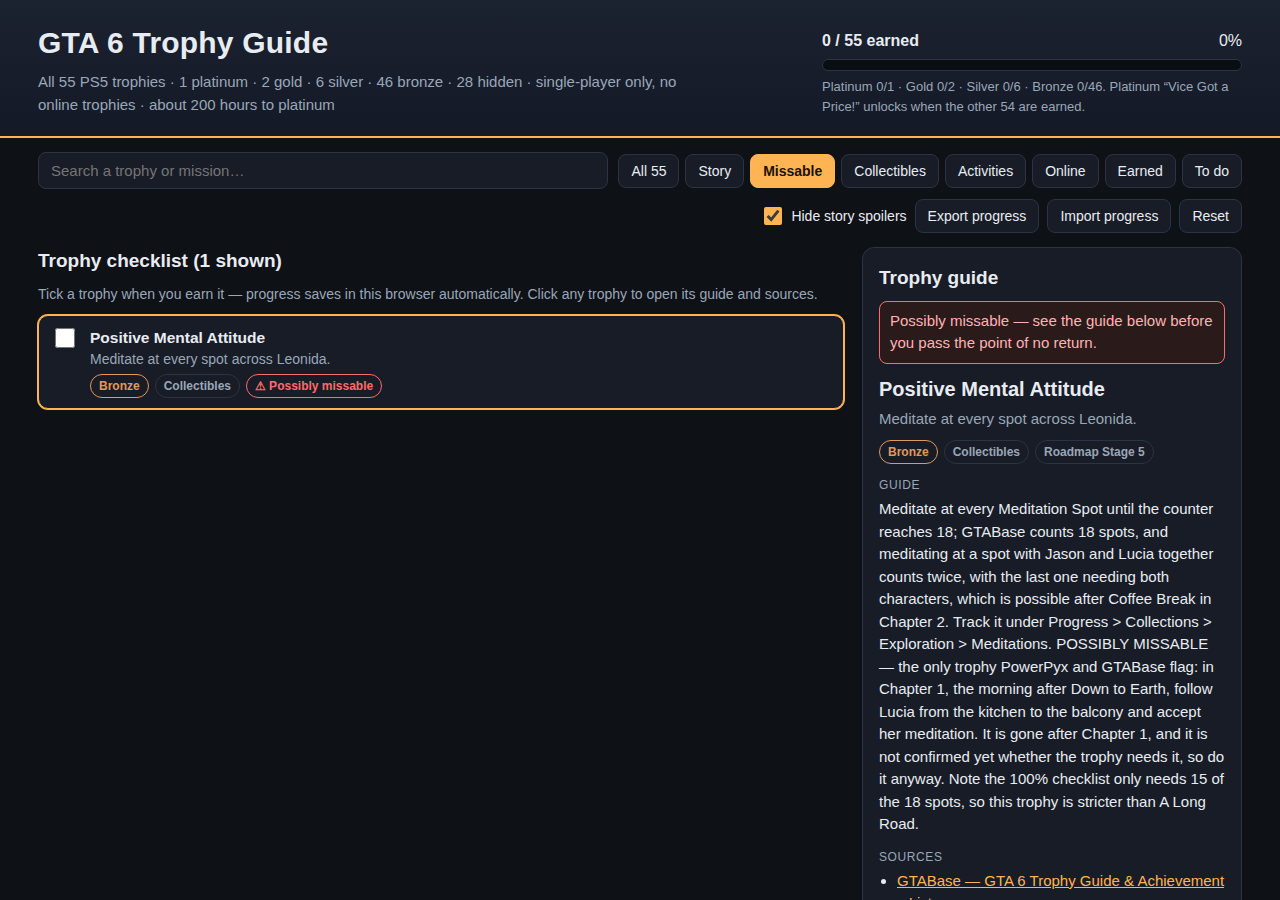 GTA 6 Trophy Guide
All 55 PS5 trophies · 1 platinum · 2 gold · 6 silver · 46 bronze · 28 hidden · single-player only, no
online trophies · about 200 hours to platinum
0 / 55 earned
0%
Platinum 0/1 · Gold 0/2 · Silver 0/6 · Bronze 0/46. Platinum “Vice Got a
Price!” unlocks when the other 54 are earned.
Search a trophy or mission…
All 55
Story
Missable
Collectibles
Activities
Online
Earned
To do
Hide story spoilers
Export progress
Import progress
Reset
Trophy checklist (1 shown)
Tick a trophy when you earn it — progress saves in this browser automatically. Click any trophy to open its guide and sources.
Positive Mental Attitude
Meditate at every spot across Leonida.
Bronze
Collectibles
⚠ Possibly missable
Trophy guide
Possibly missable — see the guide below before
you pass the point of no return.
Positive Mental Attitude
Meditate at every spot across Leonida.
Bronze
Collectibles
Roadmap Stage 5
GUIDE
Meditate at every Meditation Spot until the counter
reaches 18; GTABase counts 18 spots, and
meditating at a spot with Jason and Lucia together
counts twice, with the last one needing both
characters, which is possible after Coffee Break in
Chapter 2. Track it under Progress > Collections >
Exploration > Meditations. POSSIBLY MISSABLE
— the only trophy PowerPyx and GTABase flag: in
Chapter 1, the morning after Down to Earth, follow
Lucia from the kitchen to the balcony and accept
her meditation. It is gone after Chapter 1, and it is
not confirmed yet whether the trophy needs it, so do
it anyway. Note the 100% checklist only needs 15 of
the 18 spots, so this trophy is stricter than A Long
Road.
SOURCES
GTABase — GTA 6 Trophy Guide & Achievement